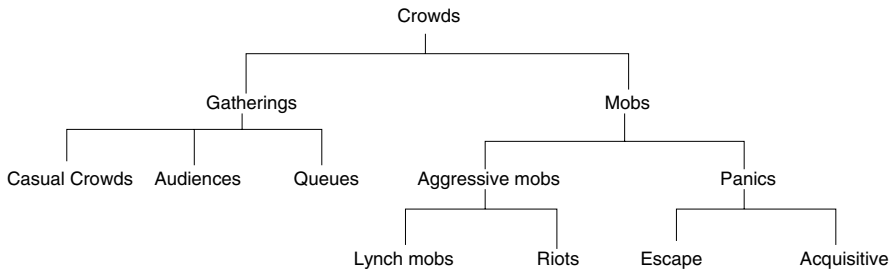 Crowds
Gatherings Mobs
Casual Crowds Audiences Queues Aggressive mobs Panics
Lynch mobs Riots Escape Acquisitive